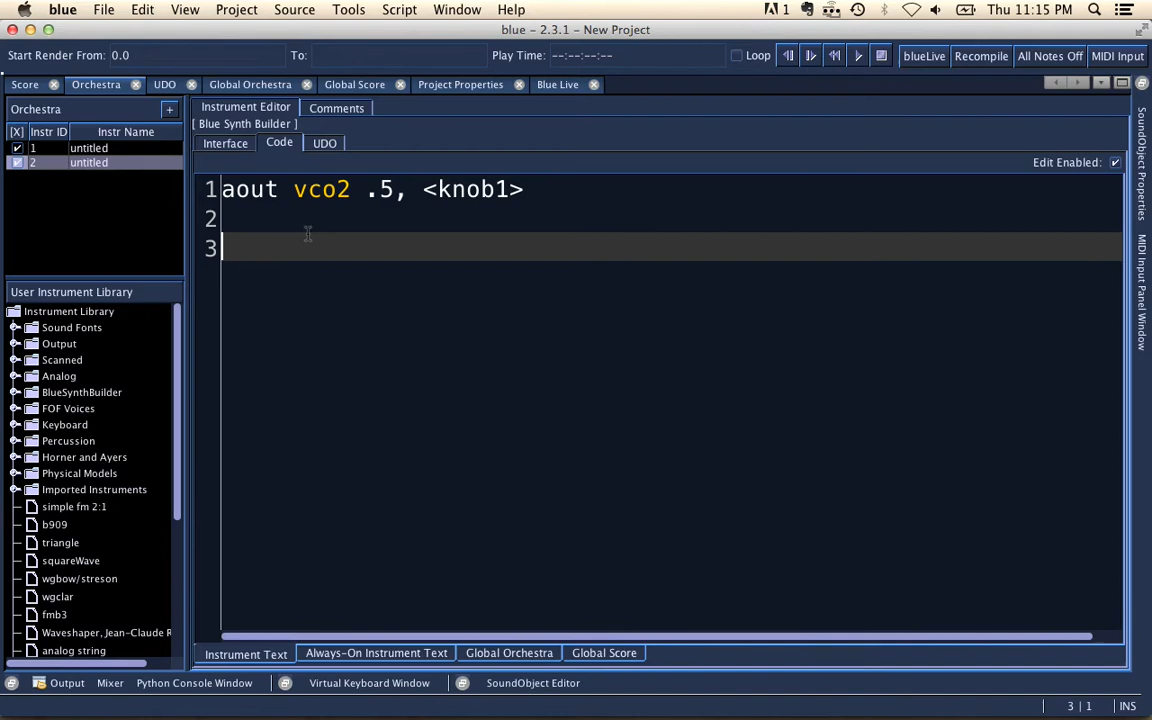 blue File Edit View Project Source Tools Script Window Help 1 Thu 11:15 PM
blue - 2.3.1 - New Project
Start Render From: 0.0 To: Play Time: --:--:-- Loop blueLive Recompile All Notes Off MIDI Input
Score Orchestra UDO Global Orchestra Global Score Project Properties Blue Live
Orchestra +
Instrument Editor Comments
[ Blue Synth Builder ]
[X] Instr ID Instr Name
1 untitled
2 untitled
Interface Code UDO
Edit Enabled:
1 aout vco2 .5, <knob1>
2
3
User Instrument Library
Instrument Library
Sound Fonts
Output
Scanned
Analog
BlueSynthBuilder
FOF Voices
Keyboard
Percussion
Horner and Ayers
Physical Models
Imported Instruments
simple fm 2:1
b909
triangle
squareWave
wgbow/streson
wgclar
fmb3
Waveshaper, Jean-Claude R
analog string
SoundObject Properties
MIDI Input Panel Window
Instrument Text Always-On Instrument Text Global Orchestra Global Score
Output Mixer Python Console Window Virtual Keyboard Window SoundObject Editor
3 | 1 INS